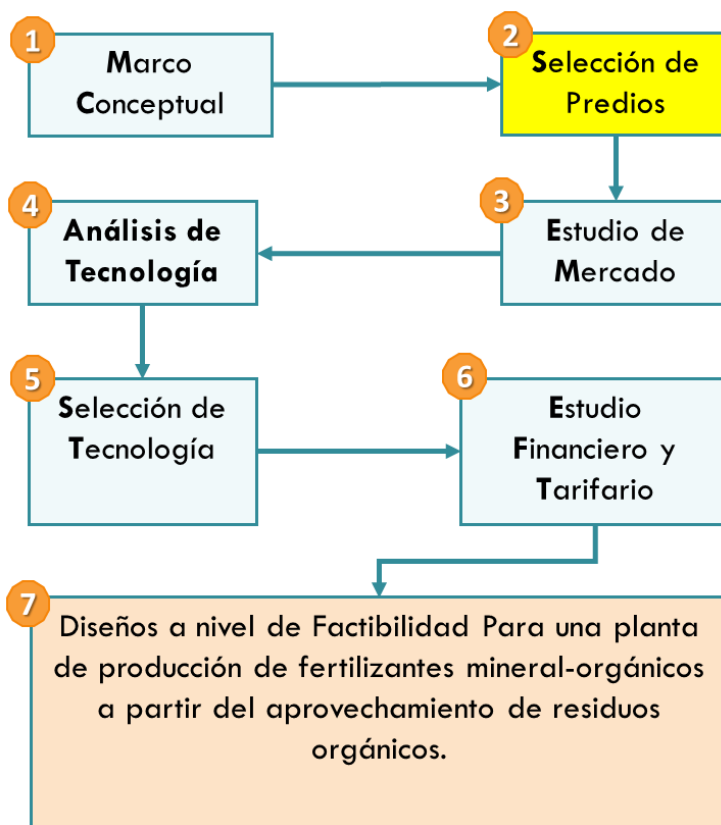 1
Marco
Conceptual
2
Selección de
Predios
3
Estudio de
Mercado
4
Análisis de
Tecnología
5
Selección de
Tecnología
6
Estudio
Financiero y
Tarifario
7
Diseños a nivel de Factibilidad Para una planta
de producción de fertilizantes mineral-orgánicos
a partir del aprovechamiento de residuos
orgánicos.